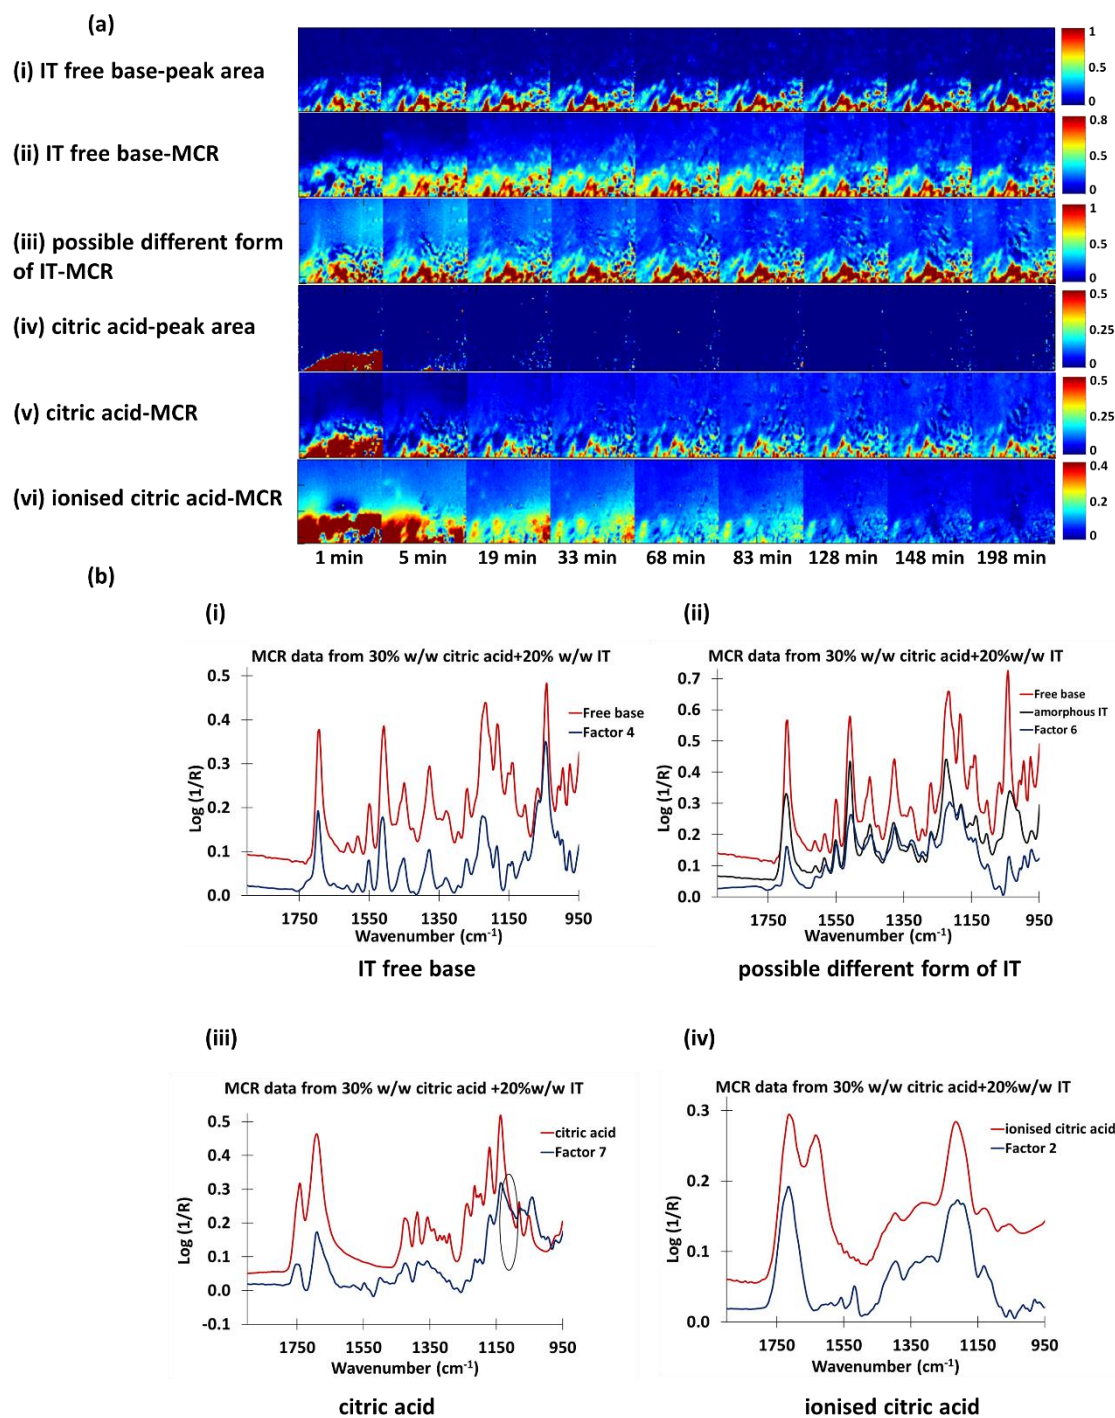 (a)
(i) IT free base-peak area
1
0.5
0
(ii) IT free base-MCR
0.8
0.4
0
(iii) possible different form
of IT-MCR
1
0.5
0
(iv) citric acid-peak area
0.5
0.25
0
(v) citric acid-MCR
0.5
0.25
0
(vi) ionised citric acid-MCR
0.4
0.2
0
1 min 5 min 19 min 33 min 68 min 83 min 128 min 148 min 198 min
(b)
(i)
MCR data from 30% w/w citric acid+20% w/w IT
0.5
0.4
0.3
0.2
0.1
0.0
Log (1/R)
Free base
Factor 4
1750 1550 1350 1150 950
Wavenumber (cm-1)
IT free base
(ii)
MCR data from 30% w/w citric acid+20%w/w IT
0.7
0.6
0.5
0.4
0.3
0.2
0.1
0.0
Log (1/R)
Free base
amorphous IT
Factor 6
1750 1550 1350 1150 950
Wavenumber (cm-1)
possible different form of IT
(iii)
MCR data from 30% w/w citric acid +20%w/w IT
0.5
0.4
0.3
0.2
0.1
0.0
-0.1
Log (1/R)
citric acid
Factor 7
1750 1550 1350 1150 950
Wavenumber (cm-1)
citric acid
(iv)
MCR data from 30% w/w citric acid+20%w/w IT
0.3
0.2
0.1
0.0
Log (1/R)
ionised citric acid
Factor 2
1750 1550 1350 1150 950
Wavenumber (cm-1)
ionised citric acid